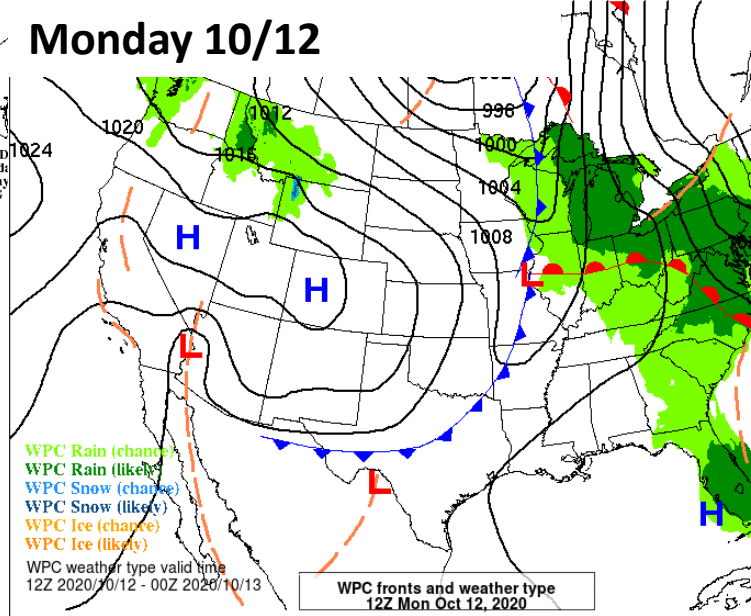 Monday 10/12
996
1012
1020
1000
1016
1024
D
da
1004
H
1008
H
L
L
WPC Rain (chance)
WPC Rain (likely)
L
WPC Snow (chance)
WPC Snow (likely)
H
WPC Ice (chance)
WPC Ice (likely)
WPC weather type valid time
12Z 2020/10/12 - 00Z 2020/10/13
WPC fronts and weather type
12Z Mon Oct 12, 2020